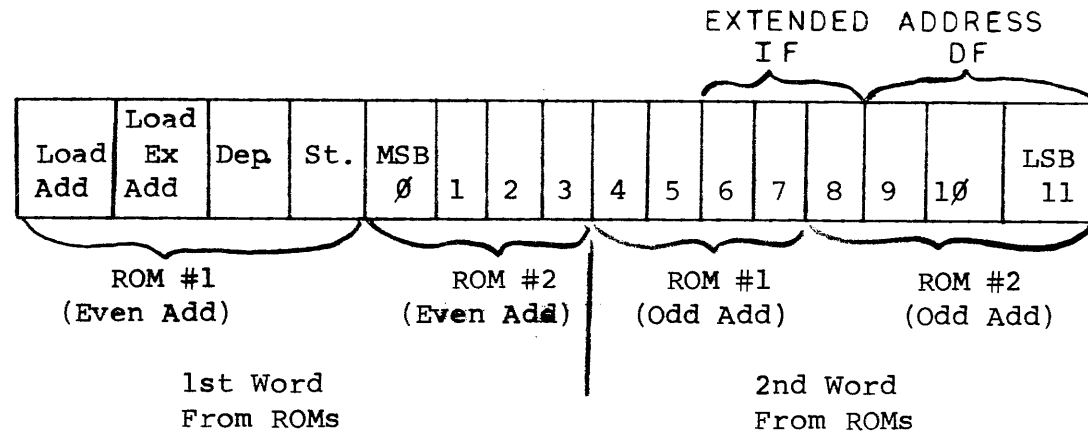 EXTENDED ADDRESS
IF DF
Load Add
Load Ex Add
Dep.
St.
MSB Ø
1
2
3
4
5
6
7
8
9
1Ø
LSB 11
ROM #1
(Even Add)
ROM #2
(Even Add)
ROM #1
(Odd Add)
ROM #2
(Odd Add)
1st Word
From ROMs
2nd Word
From ROMs